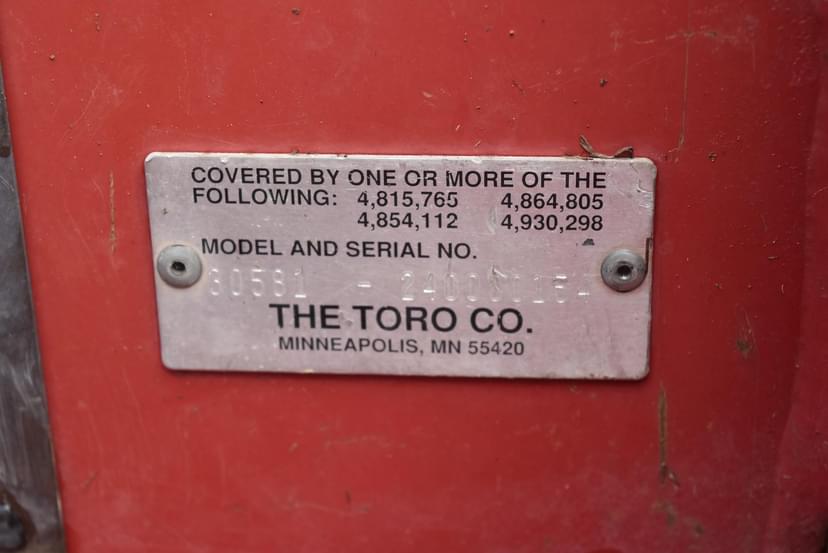 COVERED BY ONE OR MORE OF THE
FOLLOWING: 4,815,765 4,864,805
4,854,112 4,930,298
MODEL AND SERIAL NO.
30581 -
THE TORO CO.
MINNEAPOLIS, MN 55420